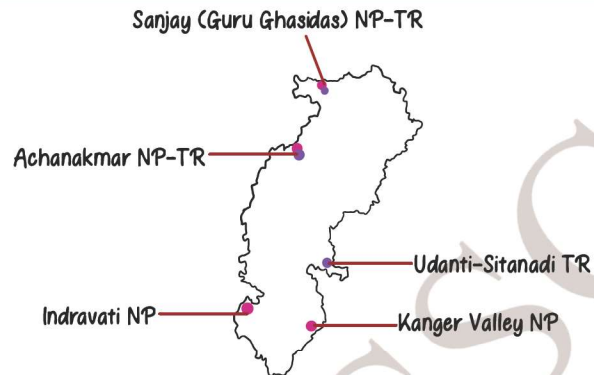 Sanjay (Guru Ghasidas) NP-TR
Achanakmar NP-TR
Udanti-Sitanadi TR
Indravati NP
Kanger Valley NP